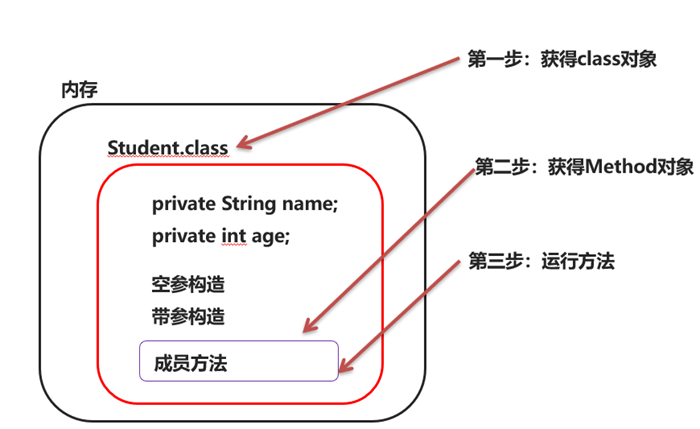 第一步：获得class对象
内存
Student.class
第二步：获得Method对象
private String name;
private int age;
第三步：运行方法
空参构造
带参构造
成员方法